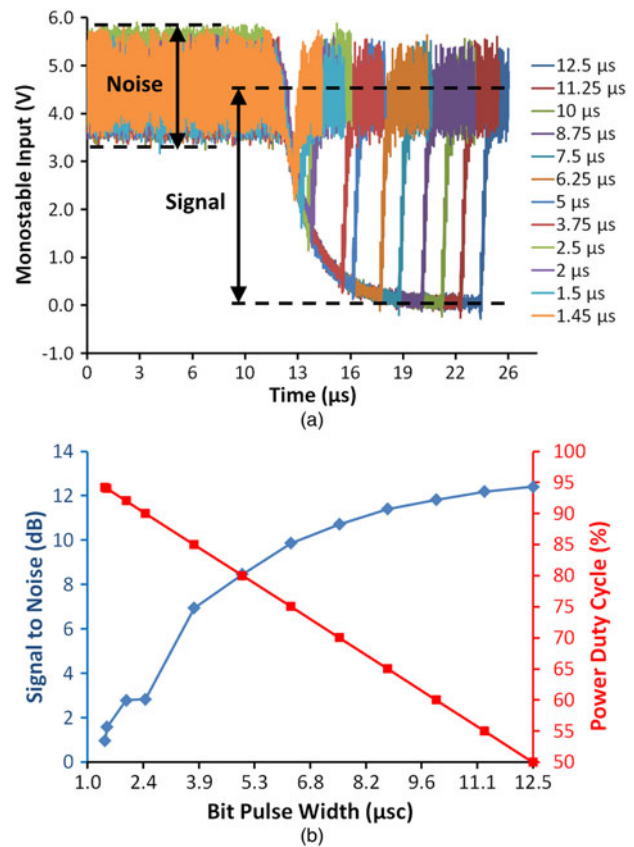 6.0
5.0
4.0
3.0
2.0
1.0
0.0
-1.0
Monostable Input (V)
Noise
Signal
0 3 6 10 13 16 19 22 26
Time (µs)
12.5 µs
11.25 µs
10 µs
8.75 µs
7.5 µs
6.25 µs
5 µs
3.75 µs
2.5 µs
2 µs
1.5 µs
1.45 µs
(a)
14
12
10
8
6
4
2
0
Signal to Noise (dB)
100
95
90
85
80
75
70
65
60
55
50
Power Duty Cycle (%)
1.0 2.4 3.9 5.3 6.8 8.2 9.6 11.1 12.5
Bit Pulse Width (µsc)
(b)